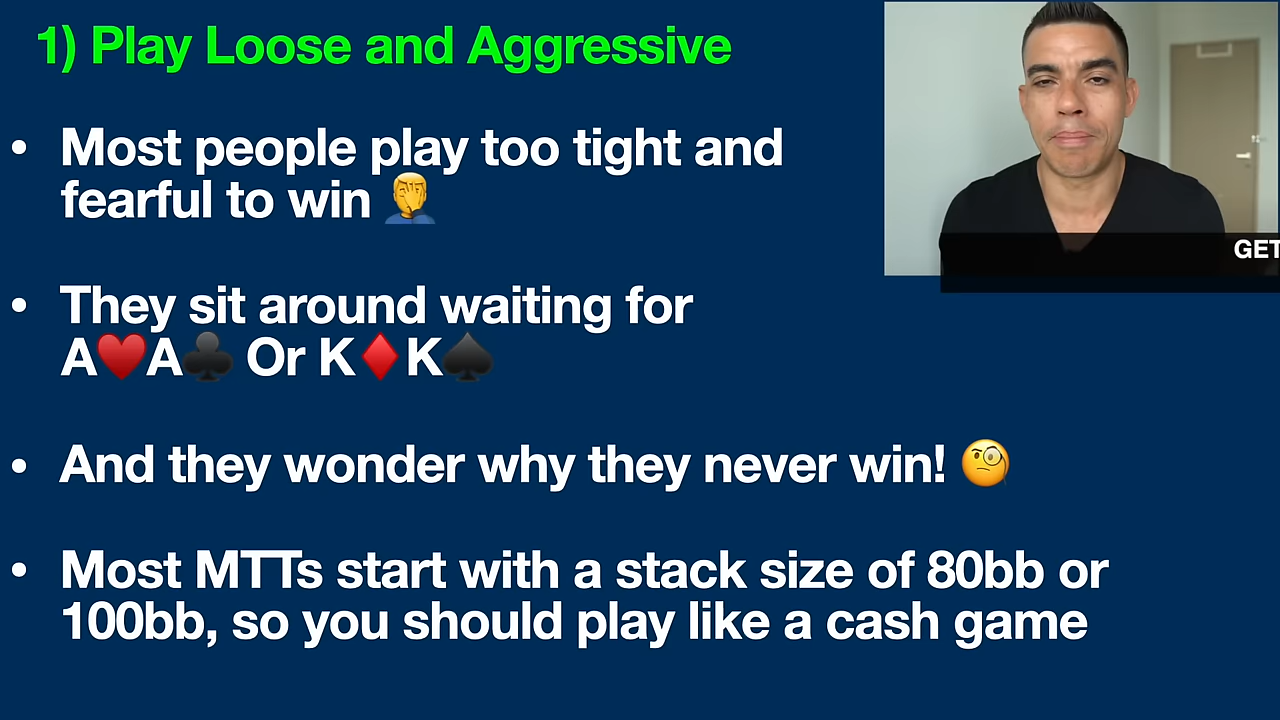 1) Play Loose and Aggressive
• Most people play too tight and
fearful to win 🤦‍♂️
• They sit around waiting for
A♥️A♣️ Or K♦️K♠️
• And they wonder why they never win! 🧐
• Most MTTs start with a stack size of 80bb or
100bb, so you should play like a cash game
GET